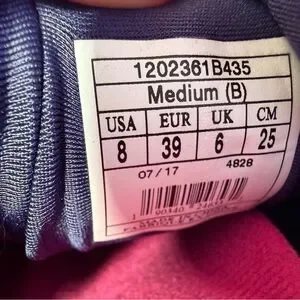 1202361B435
Medium (B)
USA EUR UK CM
8 39 6 25
07/17 4828